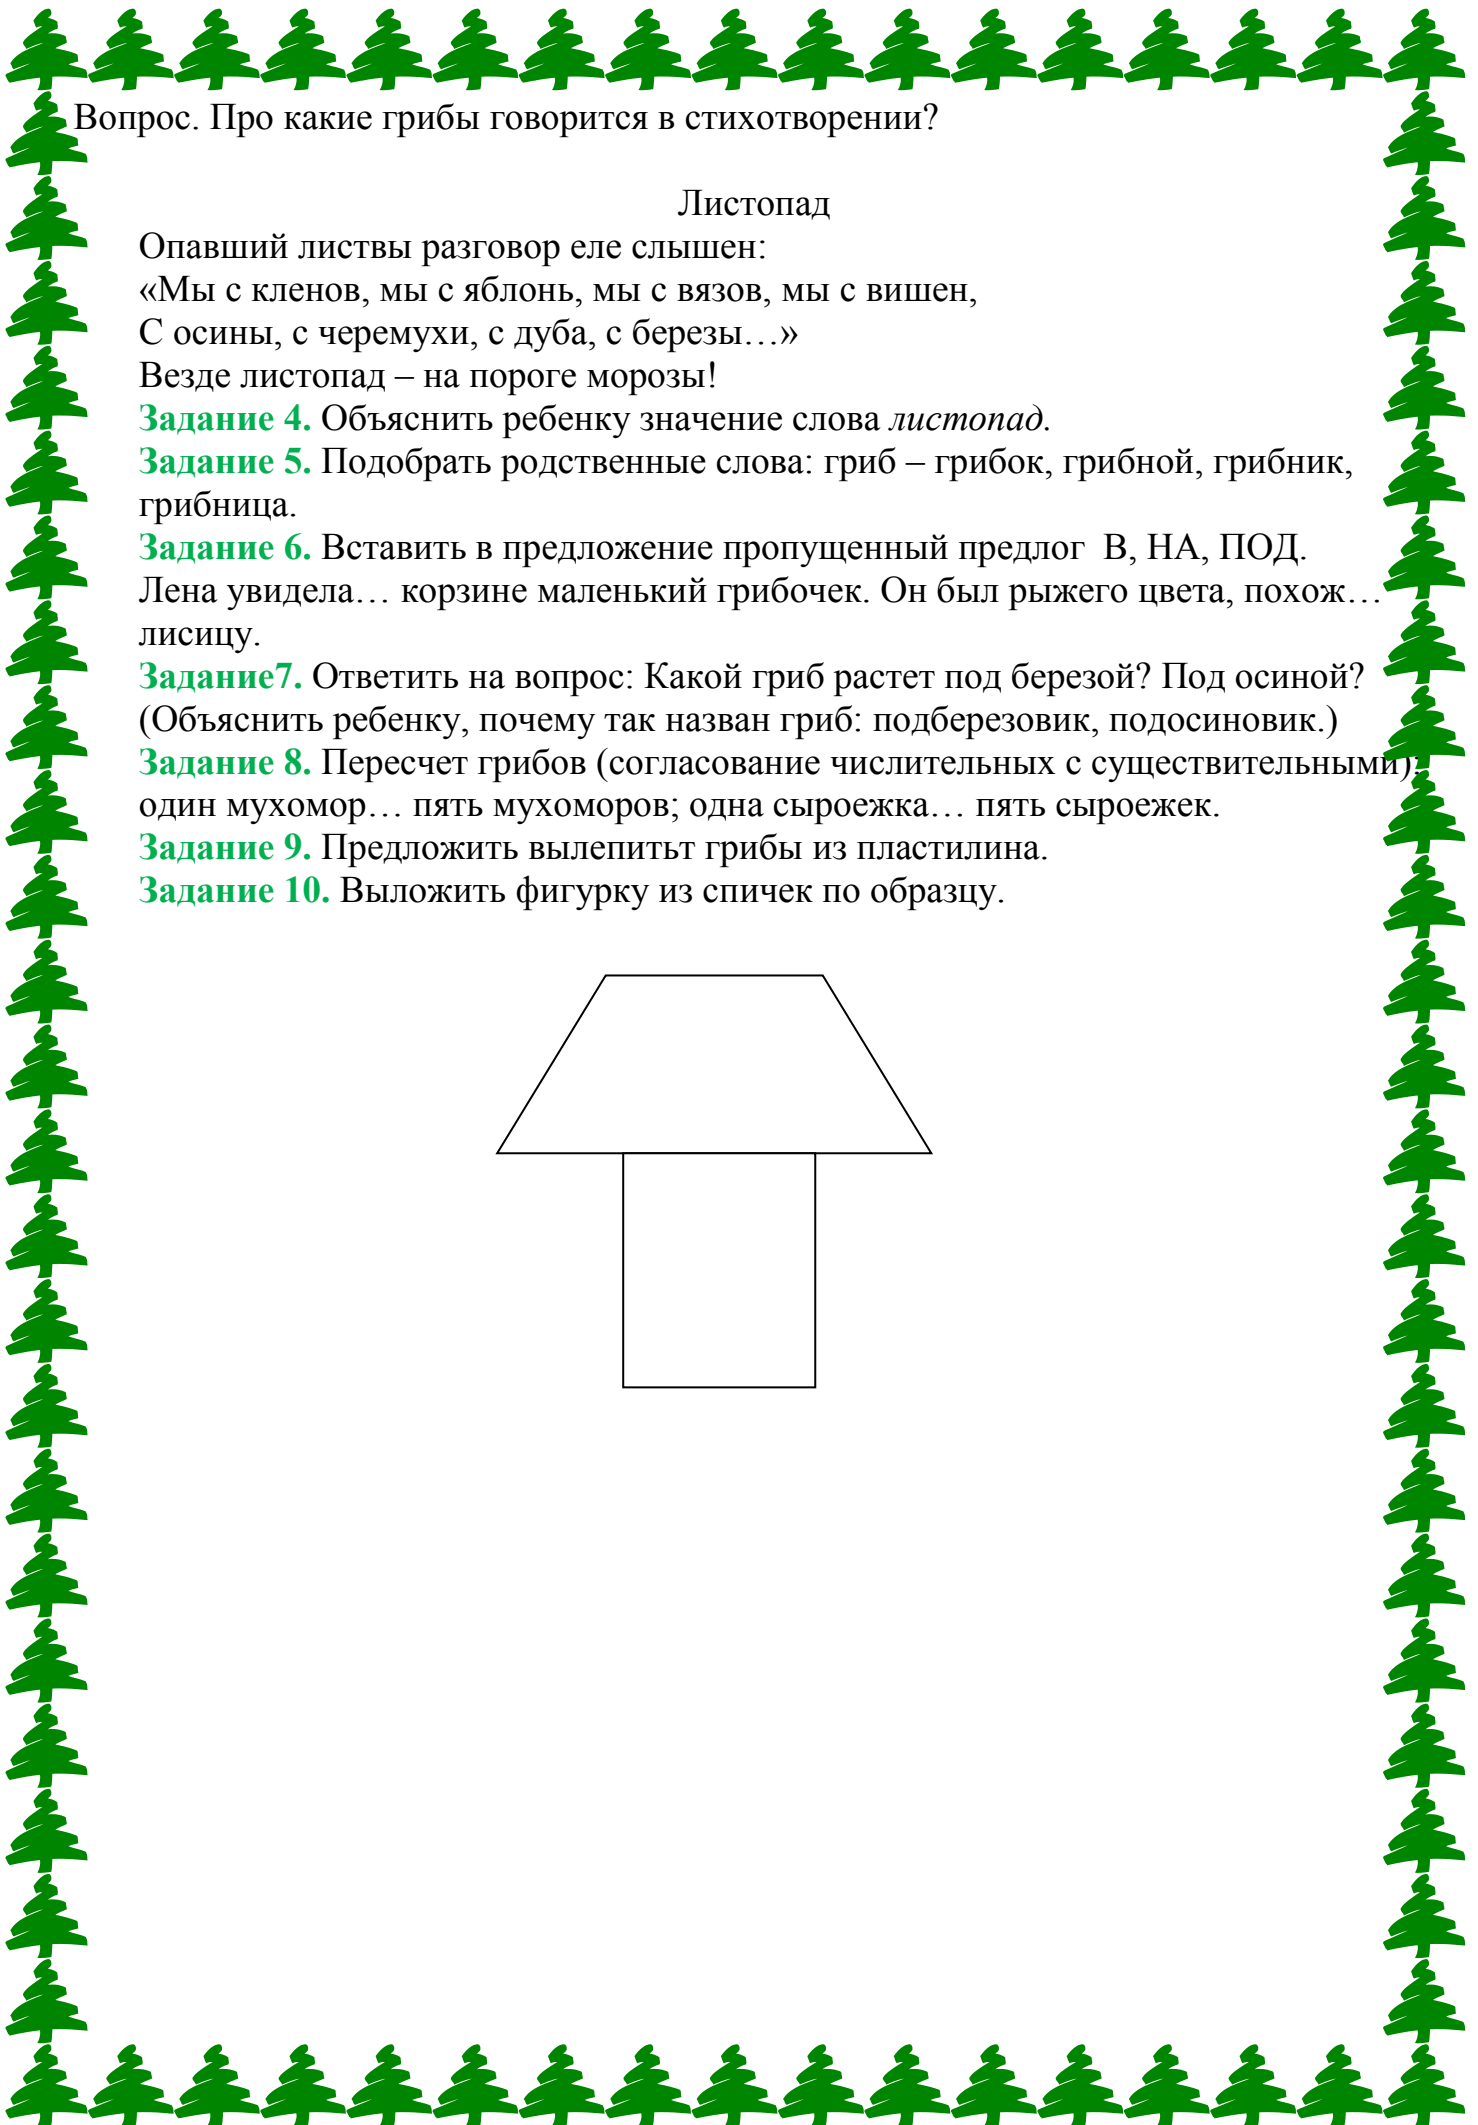 Вопрос. Про какие грибы говорится в стихотворении?
Листопад
Опавший листвы разговор еле слышен:
«Мы с кленов, мы с яблонь, мы с вязов, мы с вишен,
С осины, с черемухи, с дуба, с березы…»
Везде листопад – на пороге морозы!
Задание 4. Объяснить ребенку значение слова листопад.
Задание 5. Подобрать родственные слова: гриб – грибок, грибной, грибник,
грибница.
Задание 6. Вставить в предложение пропущенный предлог  В, НА, ПОД.
Лена увидела… корзине маленький грибочек. Он был рыжего цвета, похож…
лисицу.
Задание7. Ответить на вопрос: Какой гриб растет под березой? Под осиной?
(Объяснить ребенку, почему так назван гриб: подберезовик, подосиновик.)
Задание 8. Пересчет грибов (согласование числительных с существительными):
один мухомор… пять мухоморов; одна сыроежка… пять сыроежек.
Задание 9. Предложить вылепитьт грибы из пластилина.
Задание 10. Выложить фигурку из спичек по образцу.